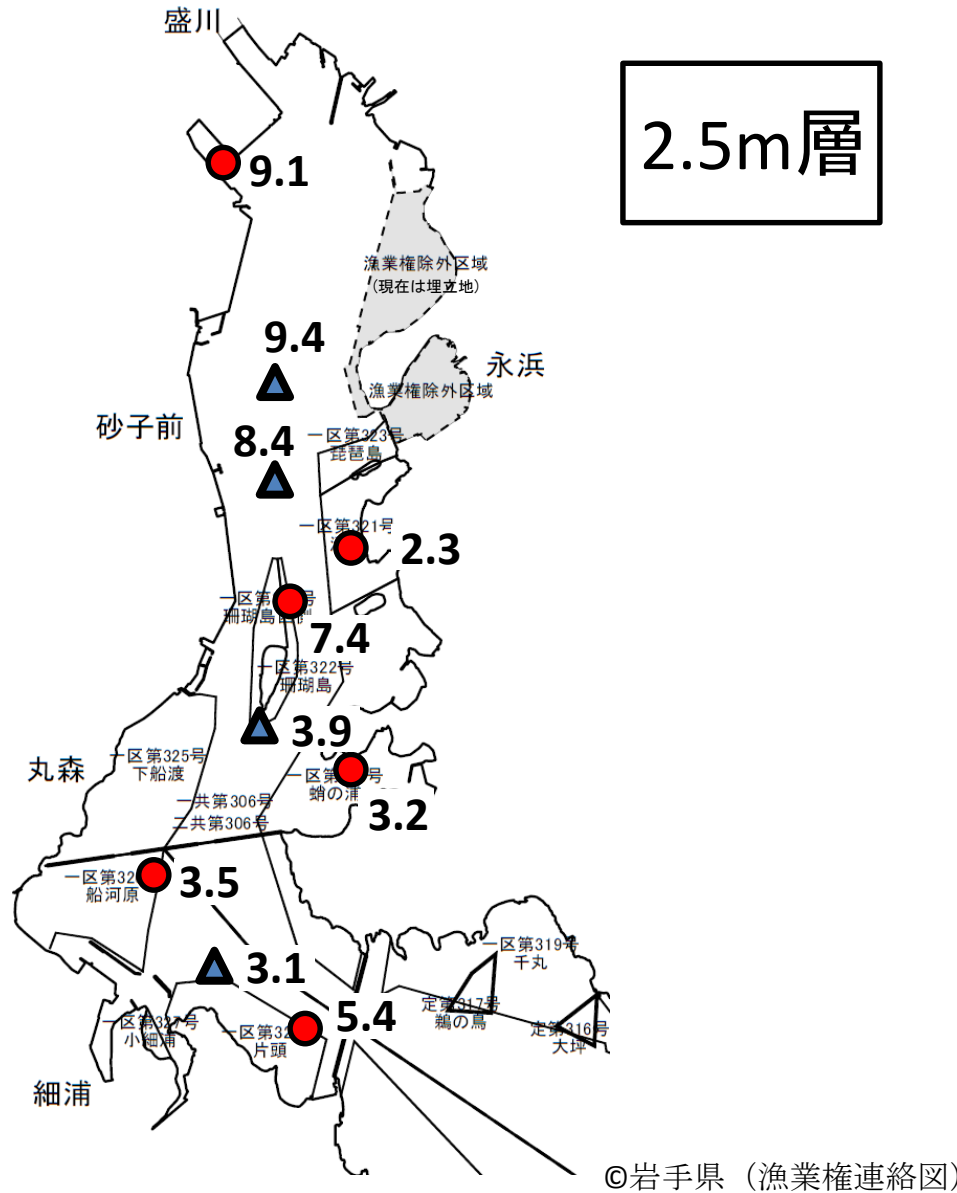 盛川
2.5m層
9.1
漁業権除外区域
(現在は埋立地)
9.4
永浜
漁業権除外区域
砂子前
8.4
一区第323号
琵琶島
一区第321号
2.3
一区第
号
珊瑚島
7.4
一区第322号
珊瑚島
3.9
一区第325号
下船渡
丸森
一区第
号
蛸の浦
一共第306号
二共第306号
3.2
一区第32
船河原
3.5
一区第319号
千丸
3.1
定第317号
鵜の鳥
5.4
定第316号
大坪
一区第327号
小細浦
一区第32
片頭
細浦
©岩手県（漁業権連絡図）